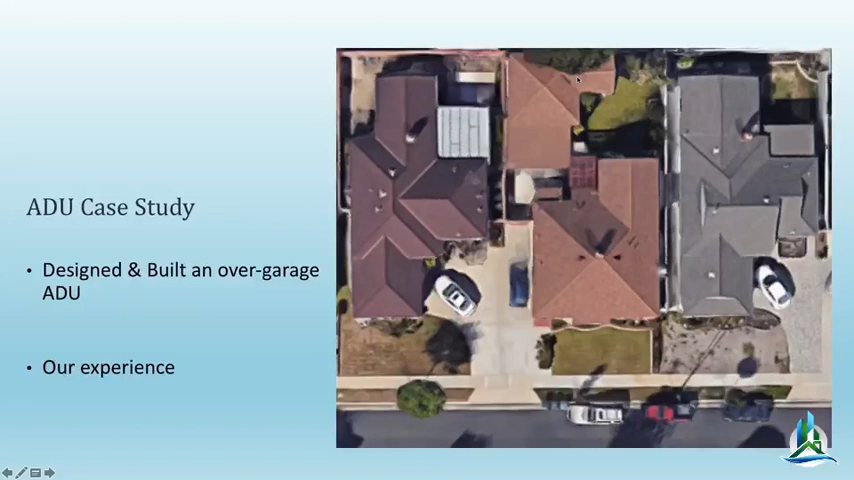 ADU Case Study
• Designed & Built an over-garage
ADU
• Our experience